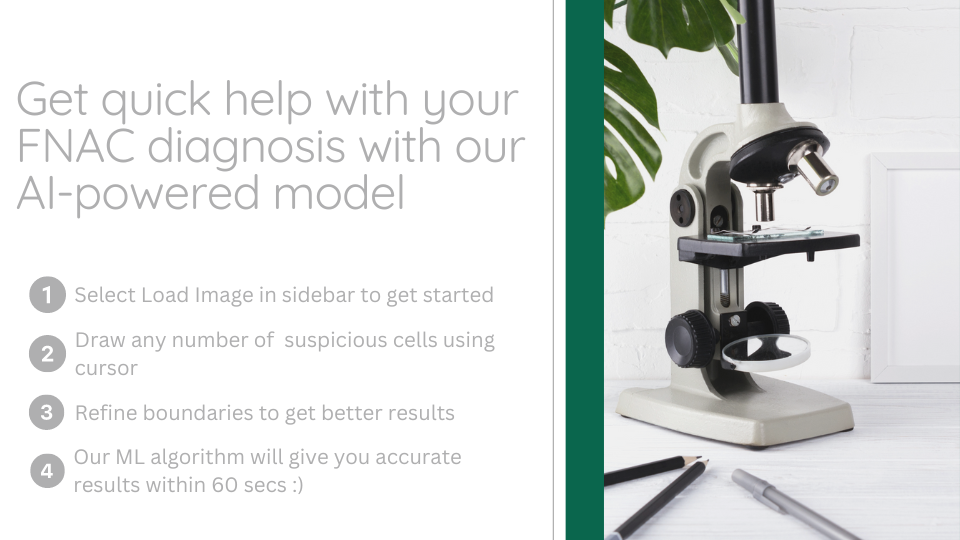 Get quick help with your
FNAC diagnosis with our
AI-powered model
1 Select Load Image in sidebar to get started
2 Draw any number of  suspicious cells using
cursor
3 Refine boundaries to get better results
4 Our ML algorithm will give you accurate
results within 60 secs :)